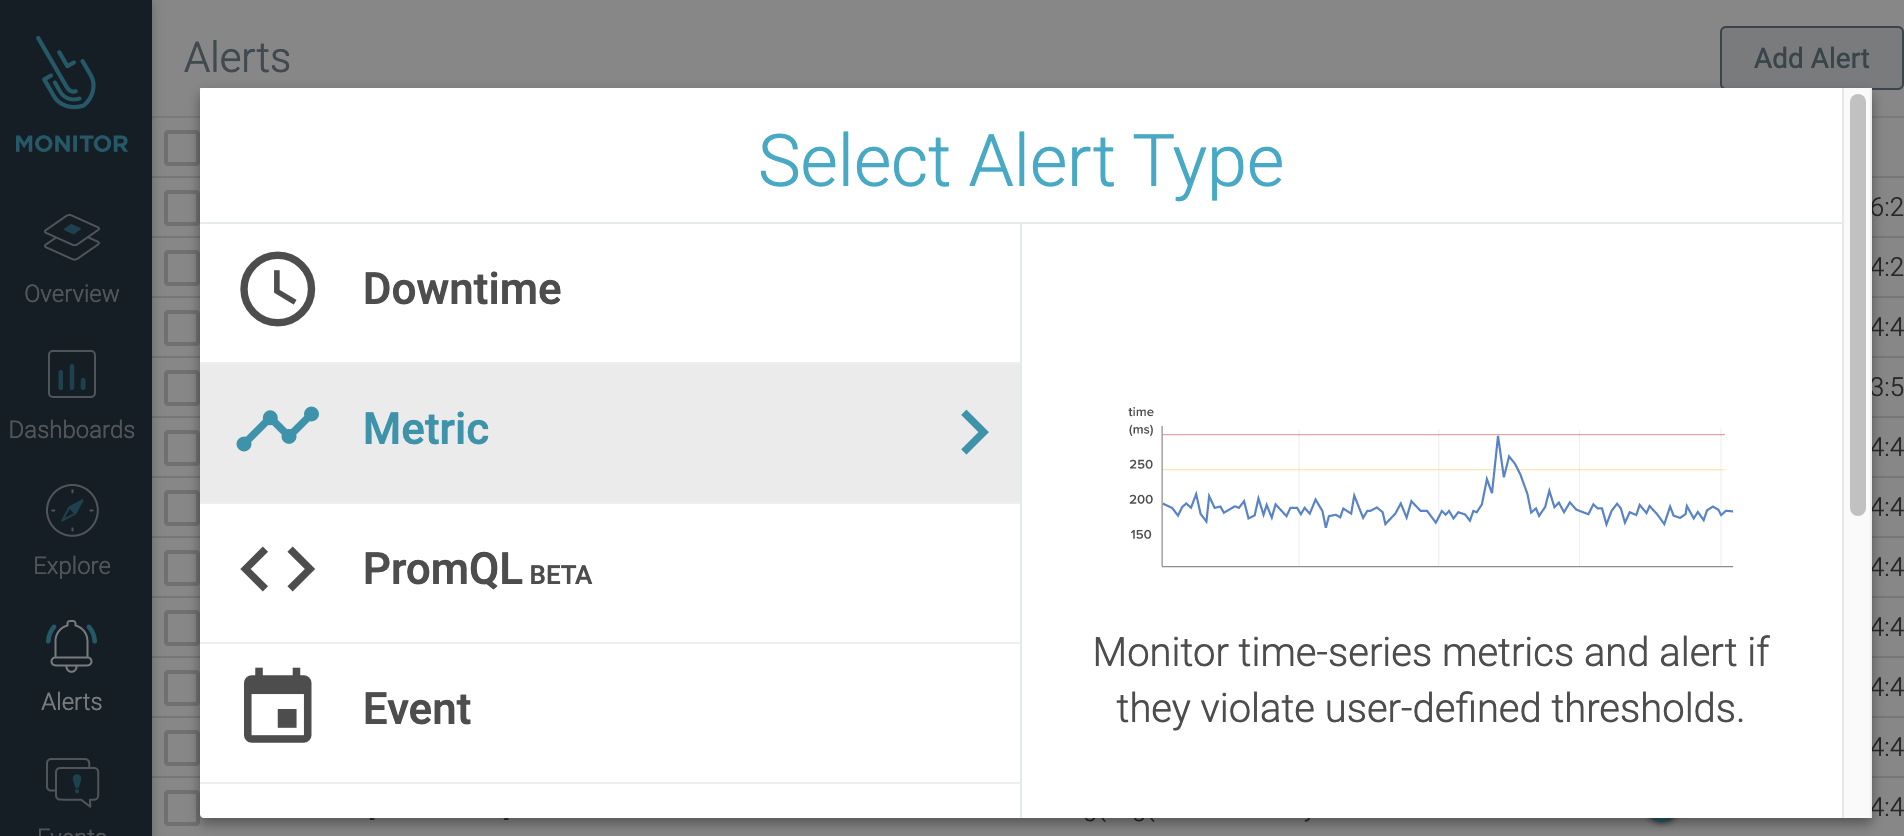 MONITOR
Overview
Dashboards
Explore
Alerts
Alerts
Add Alert
Select Alert Type
Downtime
Metric
PromQL BETA
Event
time
(ms)
250
200
150
Monitor time-series metrics and alert if
they violate user-defined thresholds.
6:2
4:2
4:4
3:5
4:4
4:4
4:4
4:4
4:4
4:4
4:4